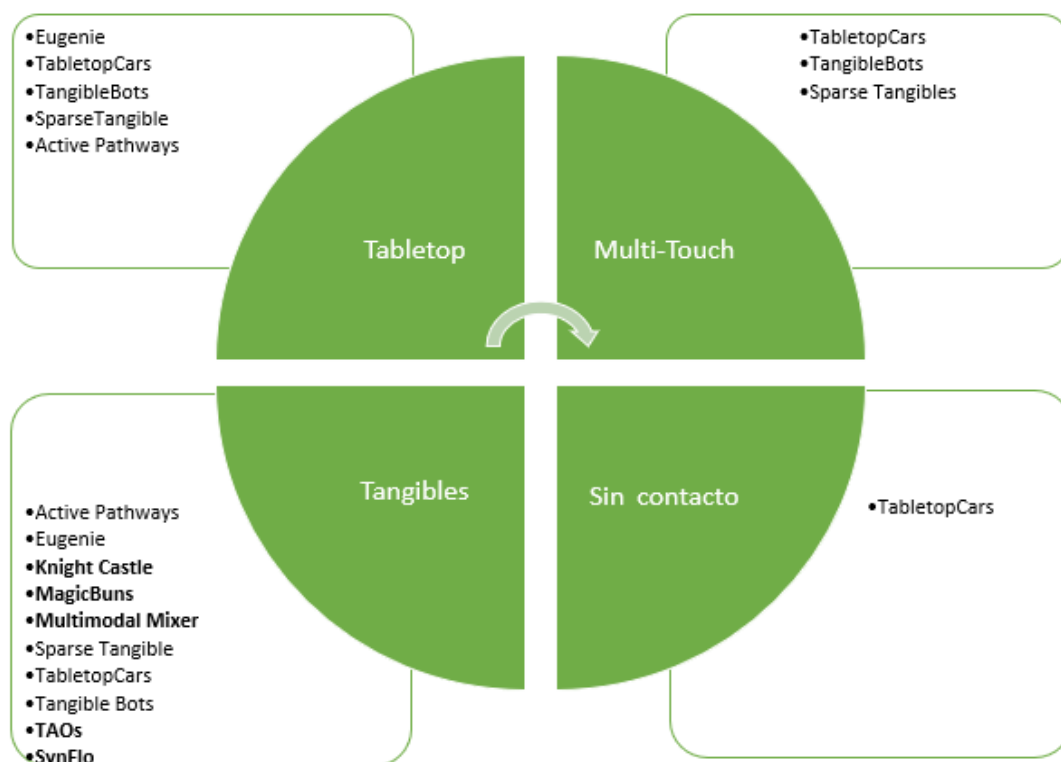 •Eugenie
•TabletopCars
•TangibleBots
•SparseTangible
•Active Pathways
•TabletopCars
•TangibleBots
•Sparse Tangibles
Tabletop
Multi-Touch
Tangibles
Sin contacto
•Active Pathways
•Eugenie
•Knight Castle
•MagicBuns
•Multimodal Mixer
•Sparse Tangible
•TabletopCars
•Tangible Bots
•TAOs
•SynFlo
•TabletopCars